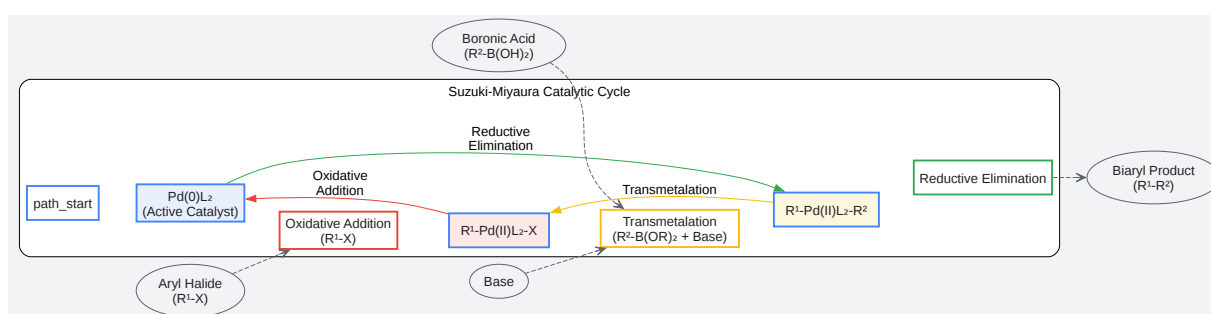 Boronic Acid
(R²-B(OH)₂)
Suzuki-Miyaura Catalytic Cycle
Reductive
Elimination
Oxidative
Addition
Transmetalation
path_start
Pd(0)L₂
(Active Catalyst)
Oxidative Addition
(R¹-X)
R¹-Pd(II)L₂-X
Transmetalation
(R²-B(OR)₂ + Base)
R¹-Pd(II)L₂-R²
Reductive Elimination
Biaryl Product
(R¹-R²)
Aryl Halide
(R¹-X)
Base